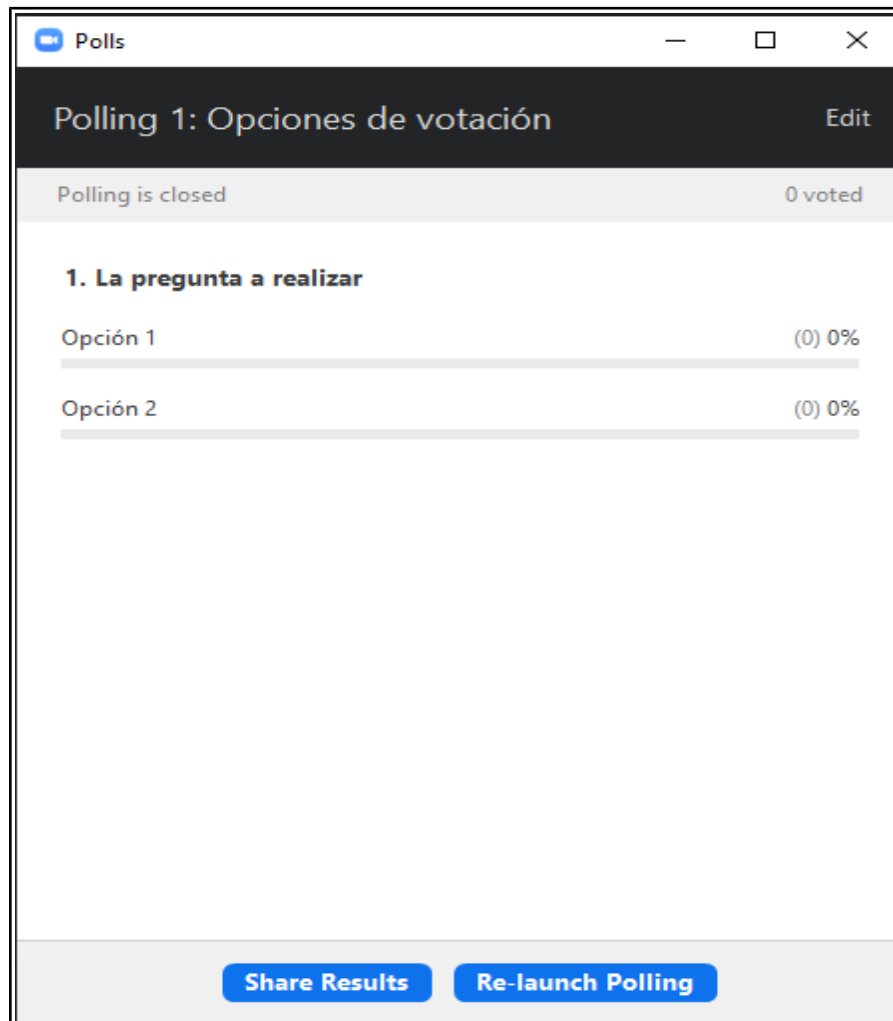 Polls
Polling 1: Opciones de votación Edit
Polling is closed 0 voted
1. La pregunta a realizar
Opción 1 (0) 0%
Opción 2 (0) 0%
Share Results Re-launch Polling